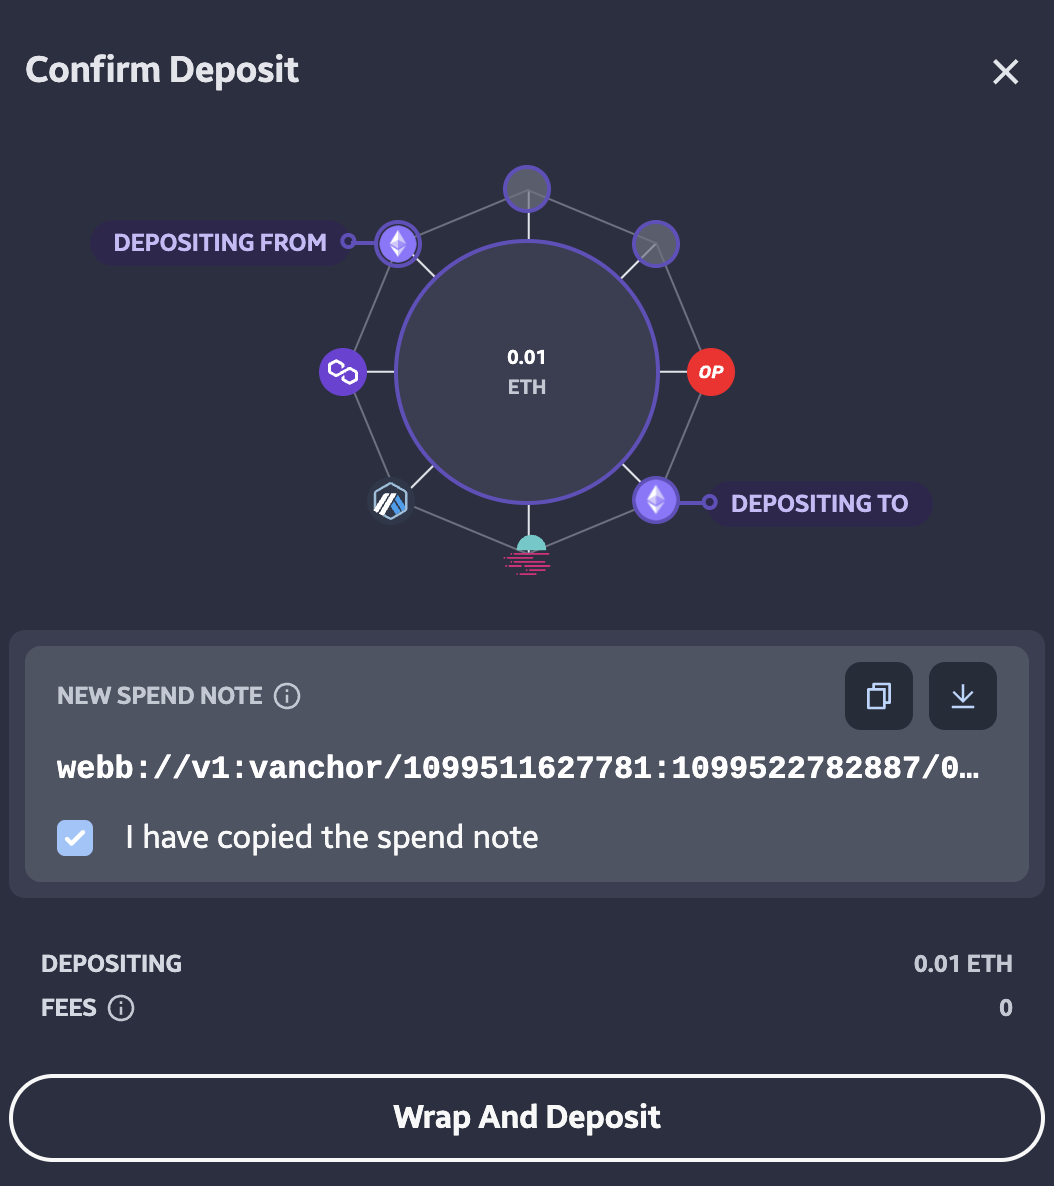 Confirm Deposit
DEPOSITING FROM
0.01
ETH
OP
DEPOSITING TO
NEW SPEND NOTE
webb://v1:vanchor/1099511627781:1099522782887/0…
I have copied the spend note
DEPOSITING 0.01 ETH
FEES 0
Wrap And Deposit